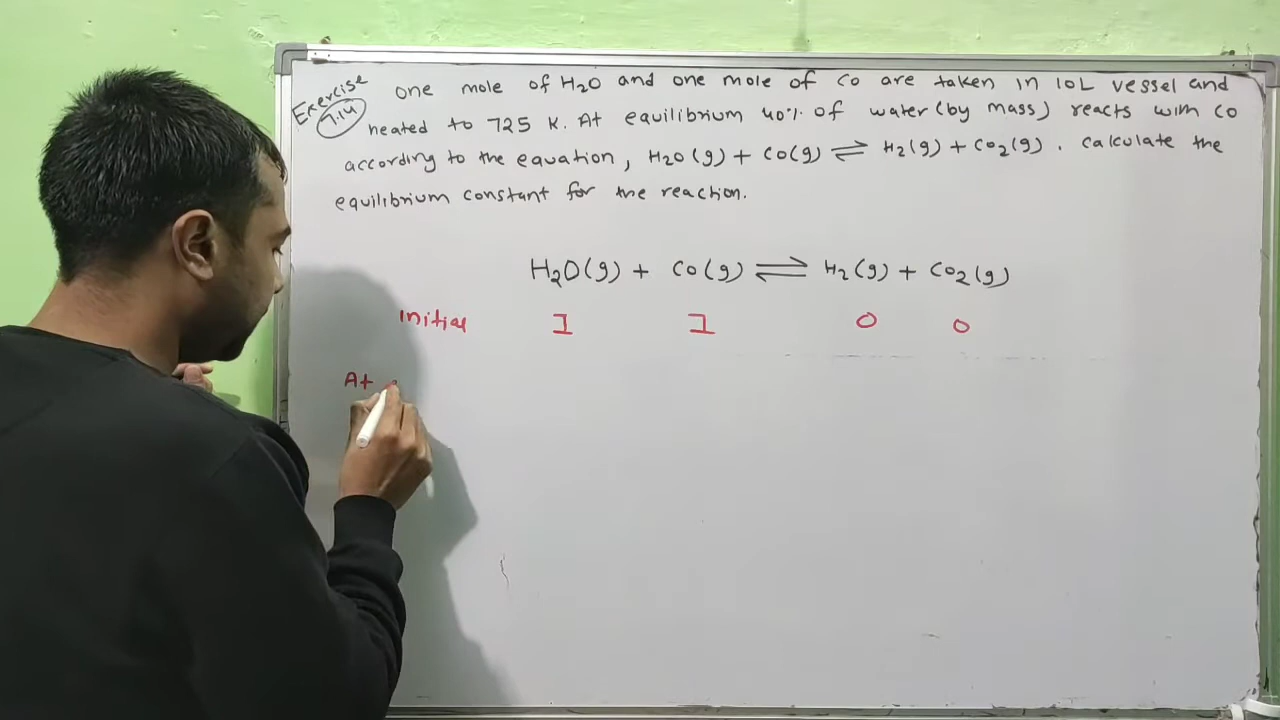 Exercise 7.14 One mole of H2O and one mole of CO are taken in 10L vessel and
heated to 725 K. At equilibrium 40% of water (by mass) reacts with CO
according to the equation, H2O(g) + CO(g) ⇌ H2(g) + CO2(g). Calculate the
equilibrium constant for the reaction.
H2O(g) + CO(g) ⇌ H2(g) + CO2(g)
Initial 1 1 0 0
At